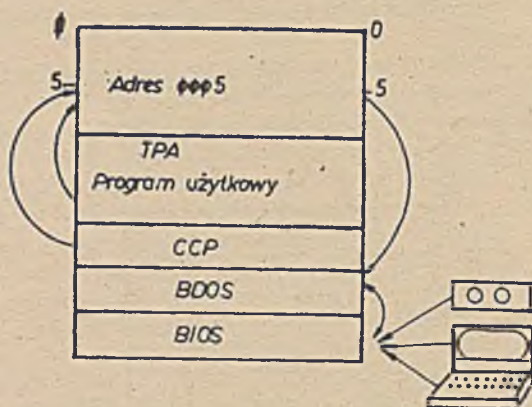 ϕ 0
5 5
Adres ϕϕϕ5
TPA
Program użytkowy
CCP
BDOS
BIOS